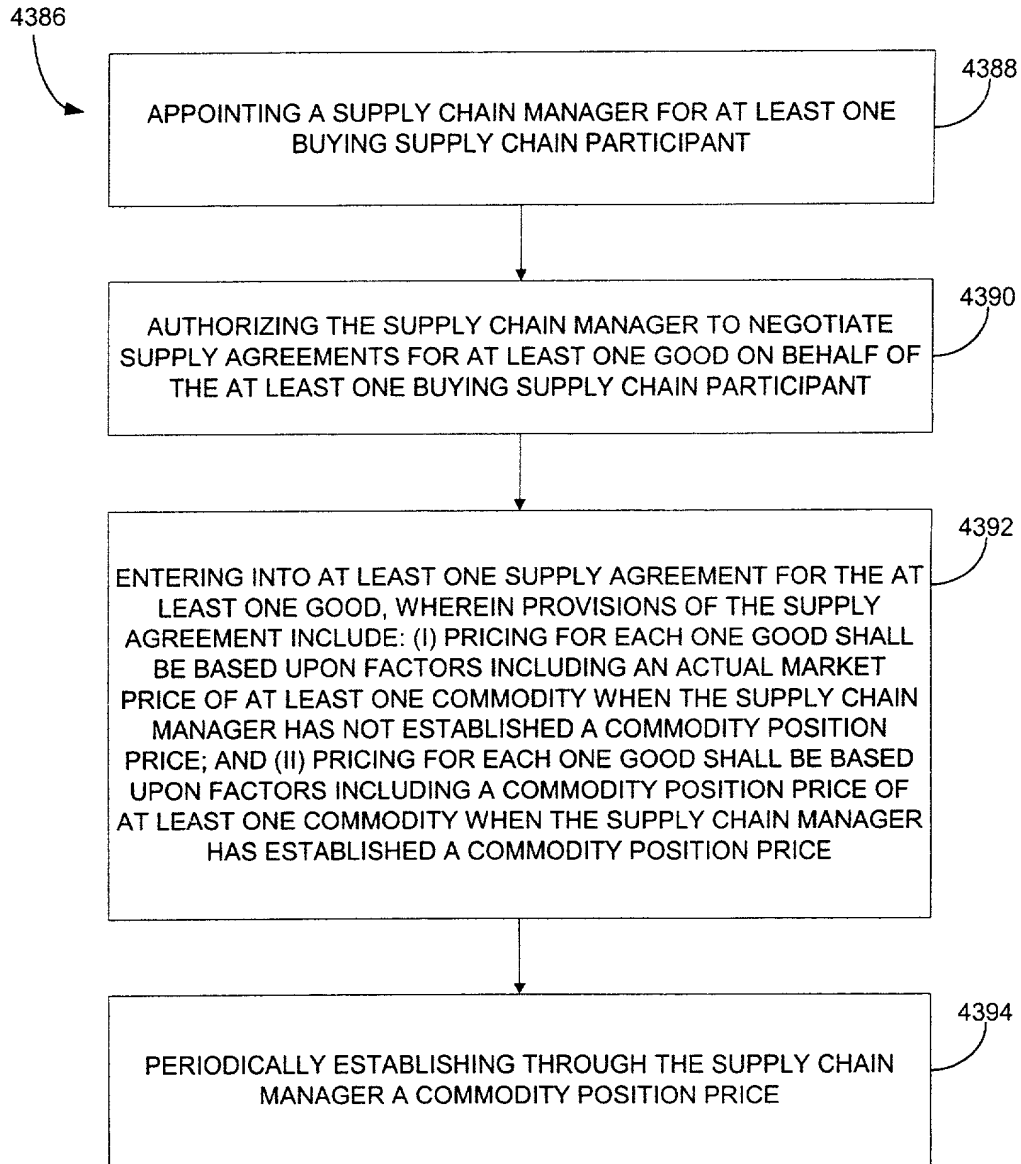 4386
4388
APPOINTING A SUPPLY CHAIN MANAGER FOR AT LEAST ONE
BUYING SUPPLY CHAIN PARTICIPANT
4390
AUTHORIZING THE SUPPLY CHAIN MANAGER TO NEGOTIATE
SUPPLY AGREEMENTS FOR AT LEAST ONE GOOD ON BEHALF OF
THE AT LEAST ONE BUYING SUPPLY CHAIN PARTICIPANT
4392
ENTERING INTO AT LEAST ONE SUPPLY AGREEMENT FOR THE AT
LEAST ONE GOOD, WHEREIN PROVISIONS OF THE SUPPLY
AGREEMENT INCLUDE: (I) PRICING FOR EACH ONE GOOD SHALL
BE BASED UPON FACTORS INCLUDING AN ACTUAL MARKET
PRICE OF AT LEAST ONE COMMODITY WHEN THE SUPPLY CHAIN
MANAGER HAS NOT ESTABLISHED A COMMODITY POSITION
PRICE; AND (II) PRICING FOR EACH ONE GOOD SHALL BE BASED
UPON FACTORS INCLUDING A COMMODITY POSITION PRICE OF
AT LEAST ONE COMMODITY WHEN THE SUPPLY CHAIN MANAGER
HAS ESTABLISHED A COMMODITY POSITION PRICE
4394
PERIODICALLY ESTABLISHING THROUGH THE SUPPLY CHAIN
MANAGER A COMMODITY POSITION PRICE